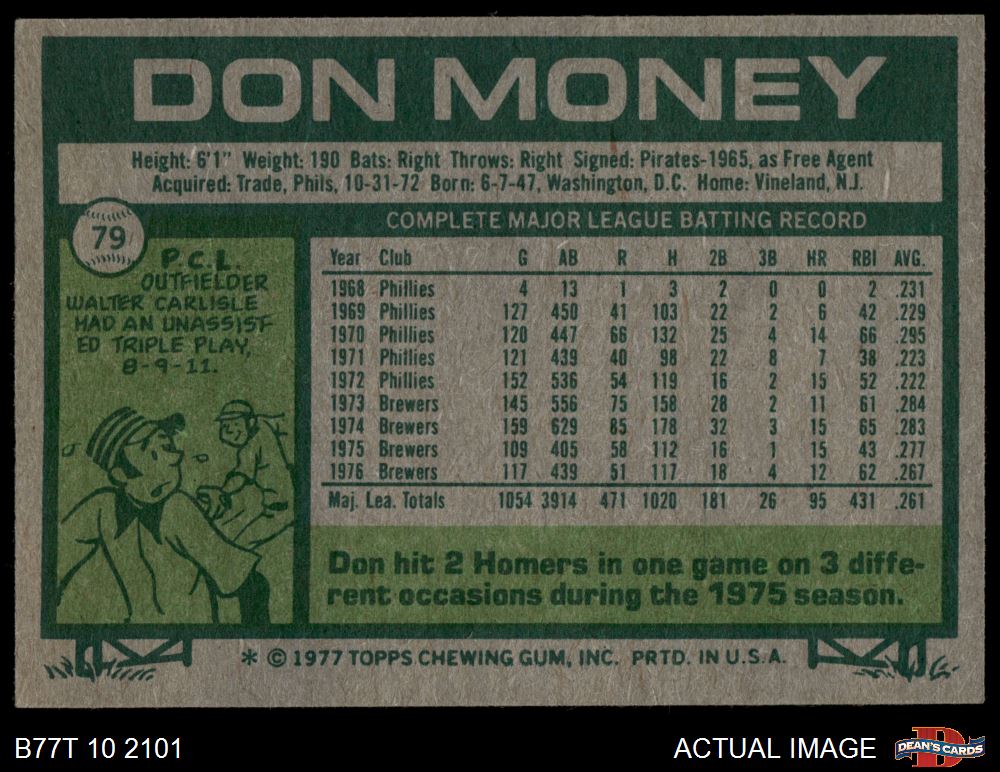 DON MONEY
Height: 6'1" Weight: 190 Bats: Right Throws: Right Signed: Pirates-1965, as Free Agent
Acquired: Trade, Phils, 10-31-72 Born: 6-7-47, Washington, D.C. Home: Vineland, N.J.
79
P.C.L.
OUTFIELDER
WALTER CARLISLE
HAD AN UNASSIST
ED TRIPLE PLAY,
8-9-11.
COMPLETE MAJOR LEAGUE BATTING RECORD
Year Club G AB R H 2B 3B HR RBI AVG.
1968 Phillies 4 13 1 3 2 0 0 2 .231
1969 Phillies 127 450 41 103 22 2 6 42 .229
1970 Phillies 120 447 66 132 25 4 14 66 .295
1971 Phillies 121 439 40 98 22 8 7 38 .223
1972 Phillies 152 536 54 119 16 2 15 52 .222
1973 Brewers 145 556 75 158 28 2 11 61 .284
1974 Brewers 159 629 85 178 32 3 15 65 .283
1975 Brewers 109 405 58 112 16 1 15 43 .277
1976 Brewers 117 439 51 117 18 4 12 62 .267
Maj. Lea. Totals 1054 3914 471 1020 181 26 95 431 .261
Don hit 2 Homers in one game on 3 diffe-
rent occasions during the 1975 season.
* © 1977 TOPPS CHEWING GUM, INC. PRTD. IN U.S.A.
B77T 10 2101
ACTUAL IMAGE
D
DEAN'S CARDS